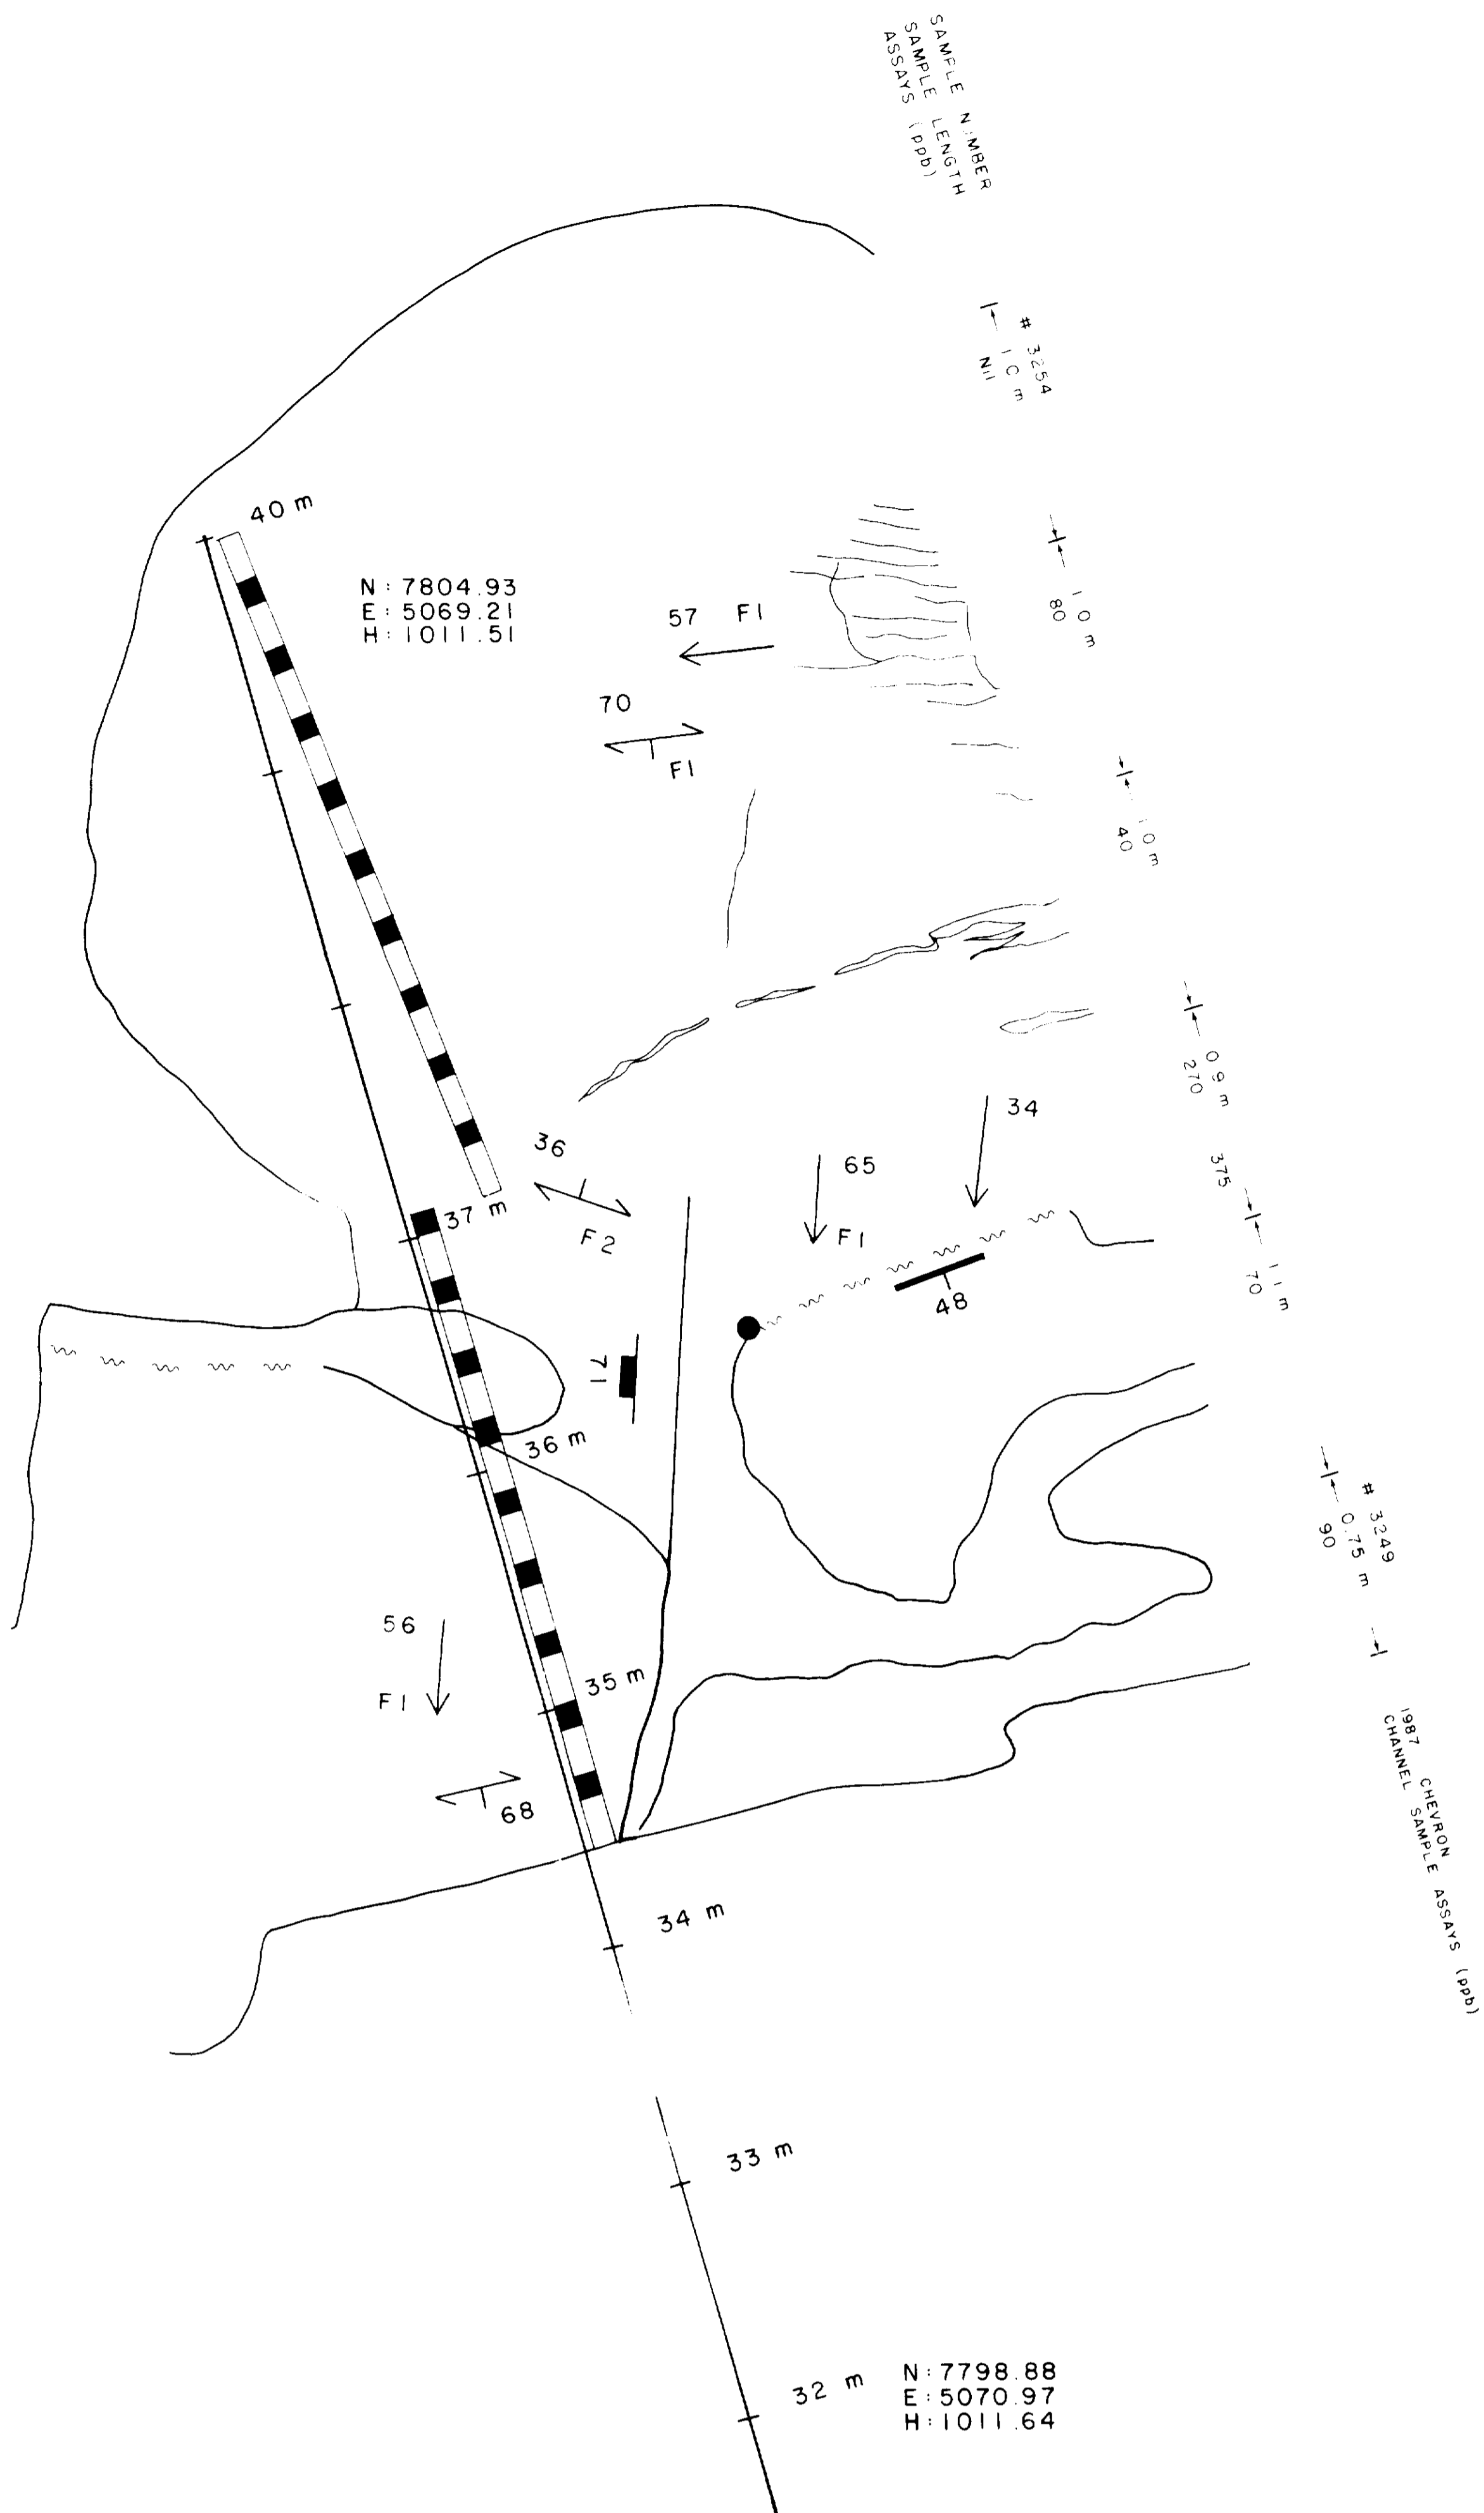 SAMPLE N MBER
SAMPLE LENGTH
ASSAYS (ppb)
# 3254
1 0 m
Nil
40 m
N: 7804.93
E: 5069.21
H: 1011.51
57 F1
1 0 m
80
70
F1
1 0 m
40
0 9 m
270
34
36
65
375
37 m
F2
F1
1 1 m
70
48
17
36 m
# 3249
0.75 m
90
56
35 m
F1
68
1987 CHEVRON
CHANNEL SAMPLE ASSAYS (ppb)
34 m
33 m
32 m
N: 7798.88
E: 5070.97
H: 1011.64